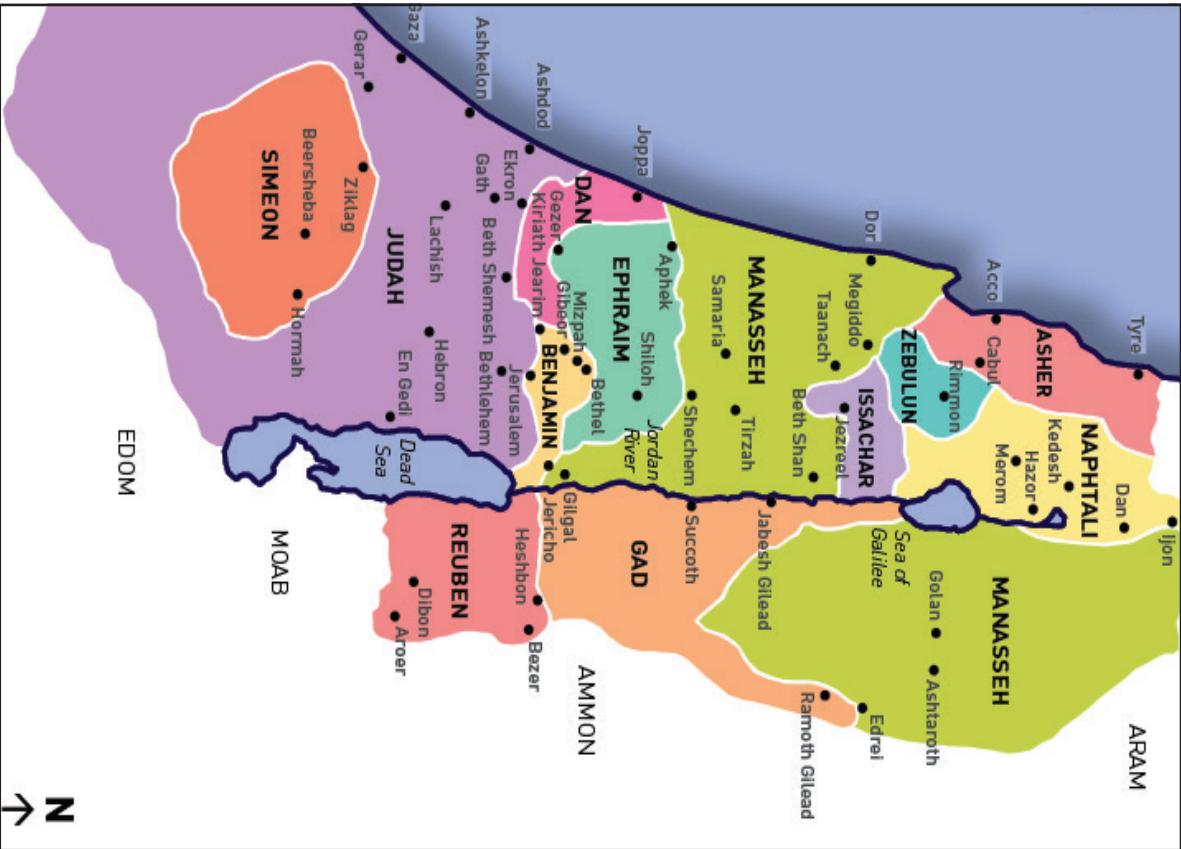 Ijon
Tyre
ARAM
Dan
NAPHTALI
Kedesh
ASHER
Hazor
Merom
Acco
Cabul
MANASSEH
Rimmon
Golan
Ashtaroth
ZEBULUN
Sea of
Galilee
Dor
Edrei
ISSACHAR
Megiddo
Jezreel
Taanach
Beth Shan
Ramoth Gilead
Jabesh Gilead
MANASSEH
Tirzah
Samaria
Shechem
Succoth
Aphek
Jordan
River
Joppa
Shiloh
GAD
EPHRAIM
Bethel
Mizpah
Gibeor
AMMON
DAN
Gezer
Gilgal
Jericho
BENJAMIN
Kiriath Jearim
Ashdod
Ekron
Jerusalem
Heshbon
Bezer
Gath
Beth Shemesh
Bethlehem
Ashkelon
REUBEN
Lachish
Hebron
Dibon
Gaza
JUDAH
En Gedi
Dead
Sea
Aroer
Gerar
Ziklag
Beersheba
Hormah
MOAB
SIMEON
EDOM
N